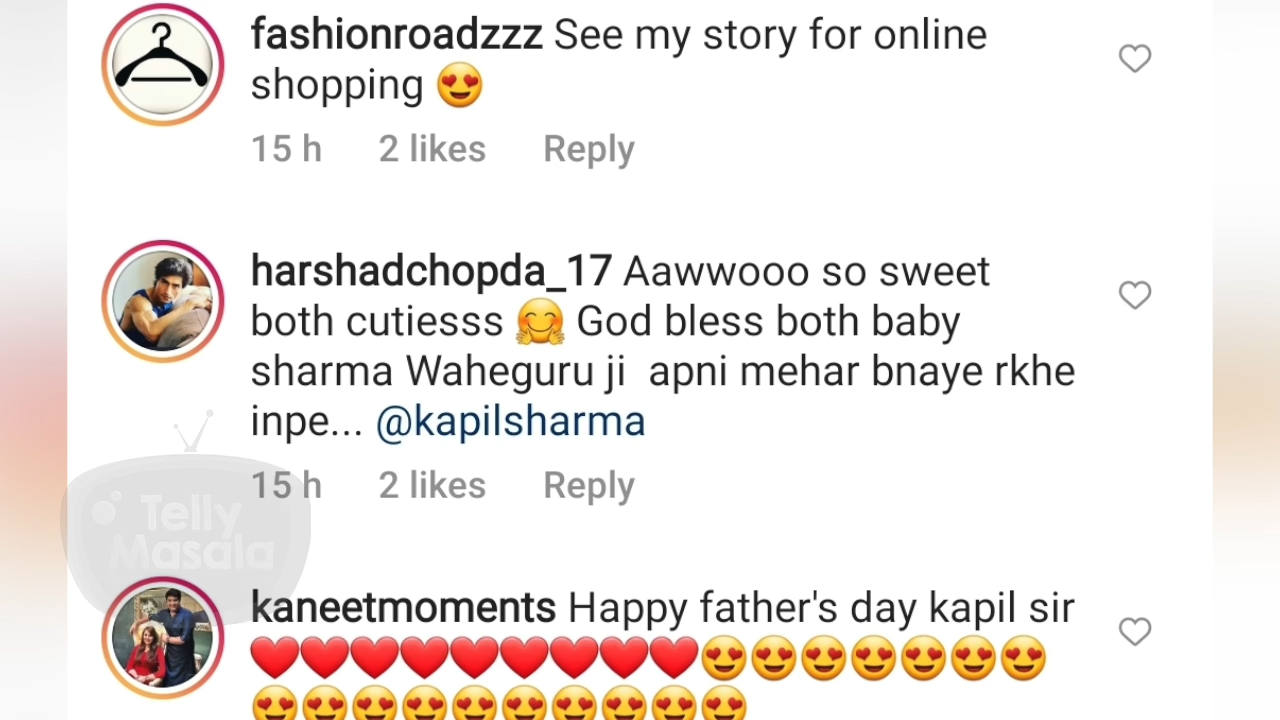 fashionroadzzz See my story for online
shopping 😍
15 h 2 likes Reply
harshadchopda_17 Aawwooo so sweet
both cutiesss 🤗 God bless both baby
sharma Waheguru ji  apni mehar bnaye rkhe
inpe... @kapilsharma
15 h 2 likes Reply
Telly
Masala
kaneetmoments Happy father's day kapil sir
❤️❤️❤️❤️❤️❤️❤️❤️❤️😍😍😍😍😍😍😍
😍😍😍😍😍😍😍😍😍😍